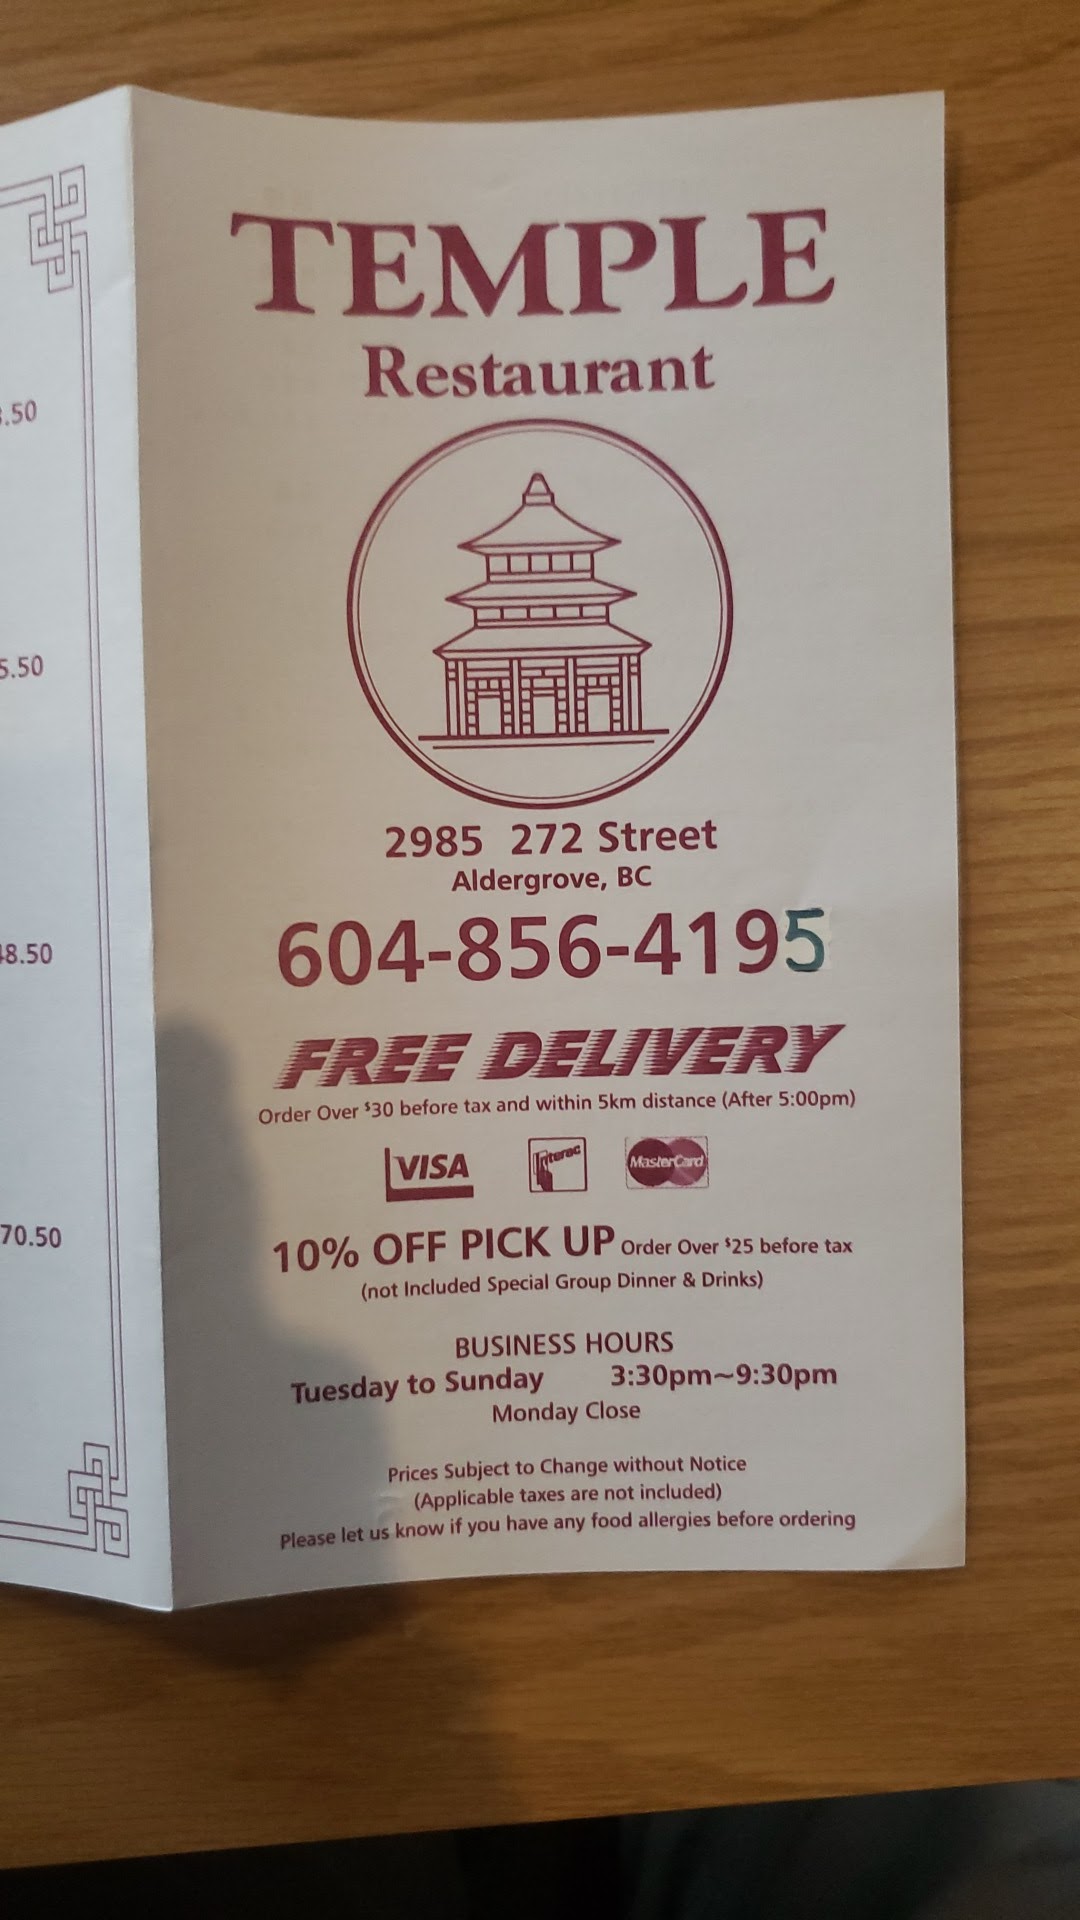 .50
5.50
48.50
70.50
TEMPLE
Restaurant
2985 272 Street
Aldergrove, BC
604-856-4195
FREE DELIVERY
Order Over $30 before tax and within 5km distance (After 5:00pm)
VISA Interac MasterCard
10% OFF PICK UP Order Over $25 before tax
(not Included Special Group Dinner & Drinks)
BUSINESS HOURS
Tuesday to Sunday 3:30pm~9:30pm
Monday Close
Prices Subject to Change without Notice
(Applicable taxes are not included)
Please let us know if you have any food allergies before ordering